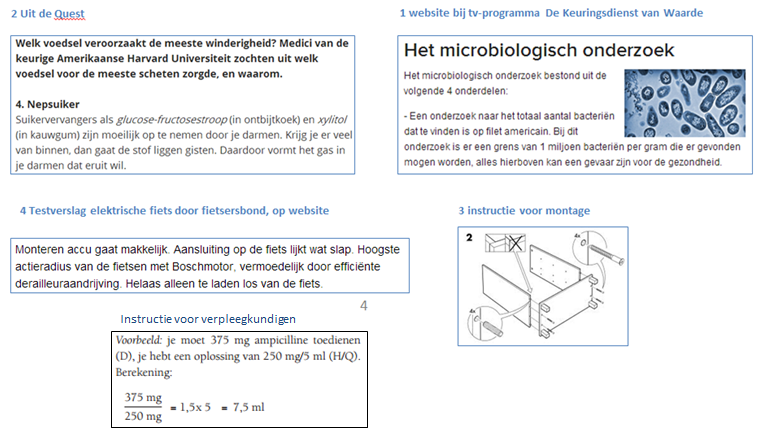 2 Uit de Quest
Welk voedsel veroorzaakt de meeste winderigheid? Medici van de
keurige Amerikaanse Harvard Universiteit zochten uit welk
voedsel voor de meeste scheten zorgde, en waarom.
4. Nepsuiker
Suikervervangers als glucose-fructosestroop (in ontbijtkoek) en xylitol
(in kauwgum) zijn moeilijk op te nemen door je darmen. Krijg je er veel
van binnen, dan gaat de stof liggen gisten. Daardoor vormt het gas in
je darmen dat eruit wil.
1 website bij tv-programma De Keuringsdienst van Waarde
Het microbiologisch onderzoek
Het microbiologisch onderzoek bestond uit de
volgende 4 onderdelen:
- Een onderzoek naar het totaal aantal bacteriën
dat te vinden is op filet americain. Bij dit
onderzoek is er een grens van 1 miljoen bacteriën per gram die er gevonden
mogen worden, alles hierboven kan een gevaar zijn voor de gezondheid.
4 Testverslag elektrische fiets door fietsersbond, op website
Monteren accu gaat makkelijk. Aansluiting op de fiets lijkt wat slap. Hoogste
actieradius van de fietsen met Boschmotor, vermoedelijk door efficiënte
derailleuraandrijving. Helaas alleen te laden los van de fiets.
4
3 instructie voor montage
2
4x
4x
Instructie voor verpleegkundigen
Voorbeeld: je moet 375 mg ampicilline toedienen
(D), je hebt een oplossing van 250 mg/5 ml (H/Q).
Berekening:
375 mg
250 mg
= 1,5x 5 = 7,5 ml